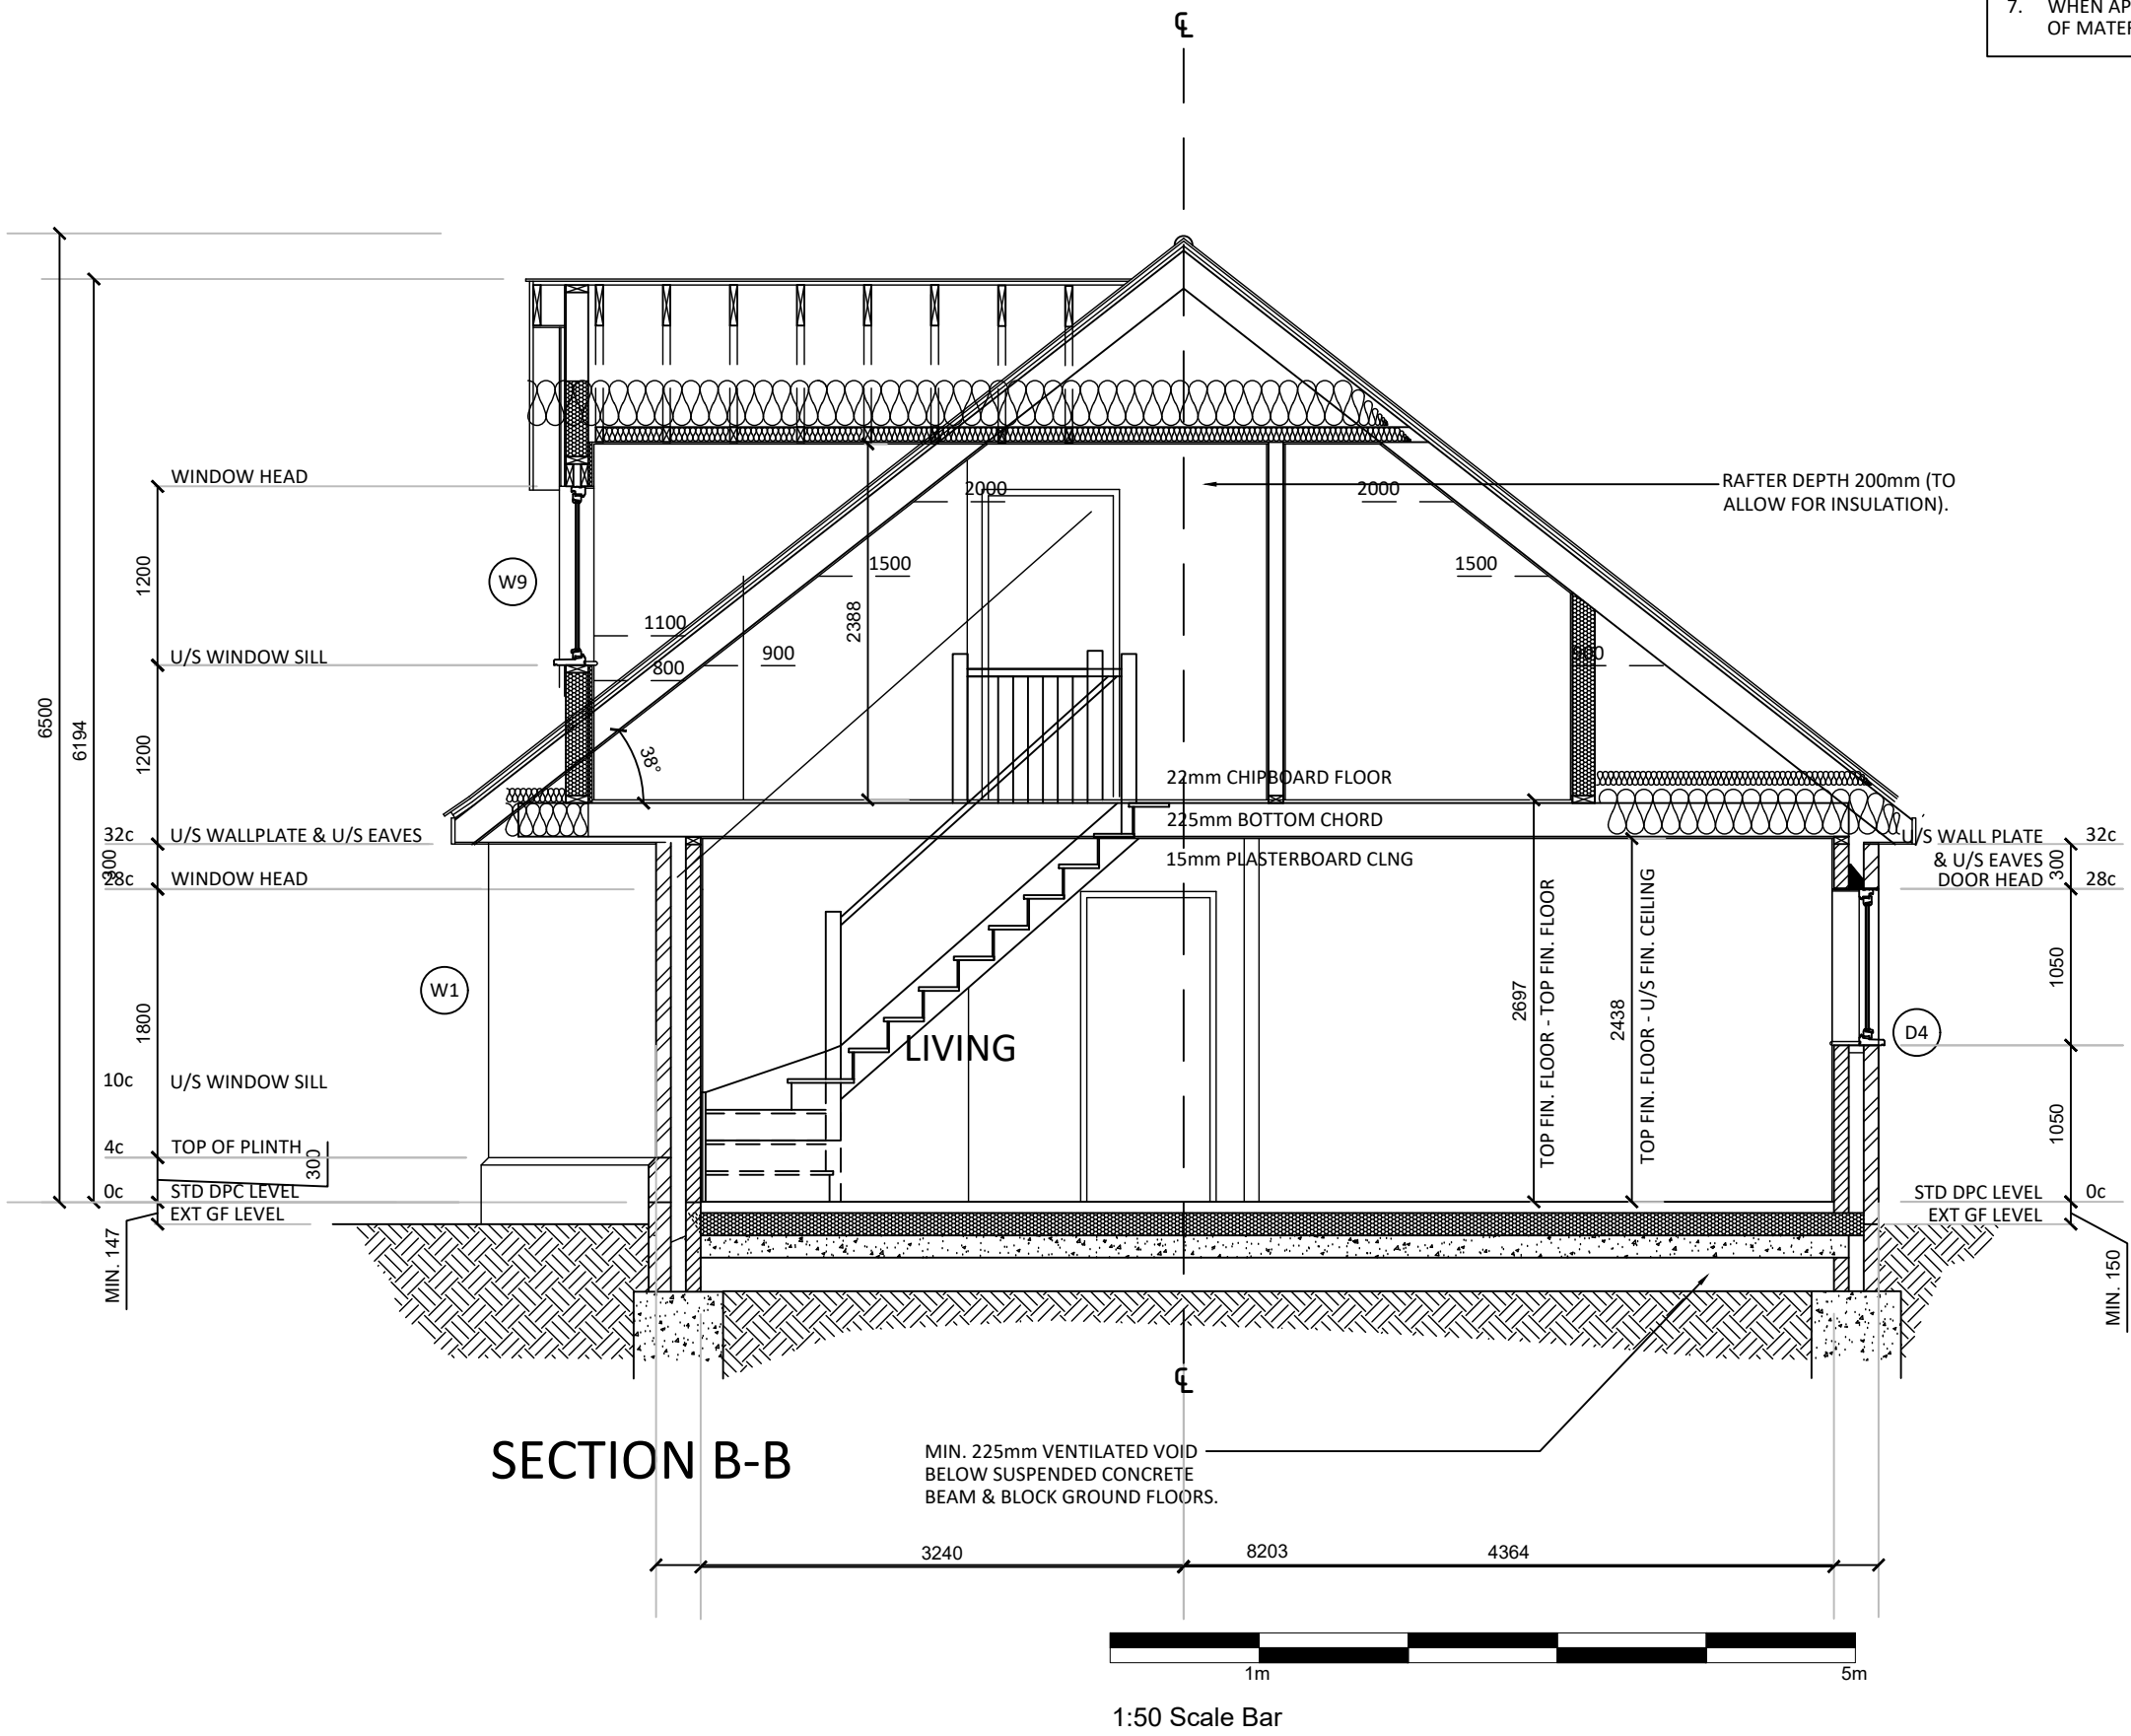 7. WHEN AP
OF MATER
℄
WINDOW HEAD
RAFTER DEPTH 200mm (TO
ALLOW FOR INSULATION).
2000
2000
1500
1500
1200
W9
1100
2388
U/S WINDOW SILL
800
900
6500
6194
1200
38°
22mm CHIPBOARD FLOOR
225mm BOTTOM CHORD
15mm PLASTERBOARD CLNG
32c U/S WALLPLATE & U/S EAVES
300
28c WINDOW HEAD
U/S WALL PLATE 32c
& U/S EAVES
300
DOOR HEAD 28c
W1
1800
LIVING
2697
TOP FIN. FLOOR - TOP FIN. FLOOR
2438
TOP FIN. FLOOR - U/S FIN. CEILING
1050
D4
10c U/S WINDOW SILL
1050
4c TOP OF PLINTH
300
0c STD DPC LEVEL
EXT GF LEVEL
STD DPC LEVEL 0c
EXT GF LEVEL
MIN. 147
MIN. 150
℄
SECTION B-B
MIN. 225mm VENTILATED VOID
BELOW SUSPENDED CONCRETE
BEAM & BLOCK GROUND FLOORS.
3240
8203
4364
1m
5m
1:50 Scale Bar